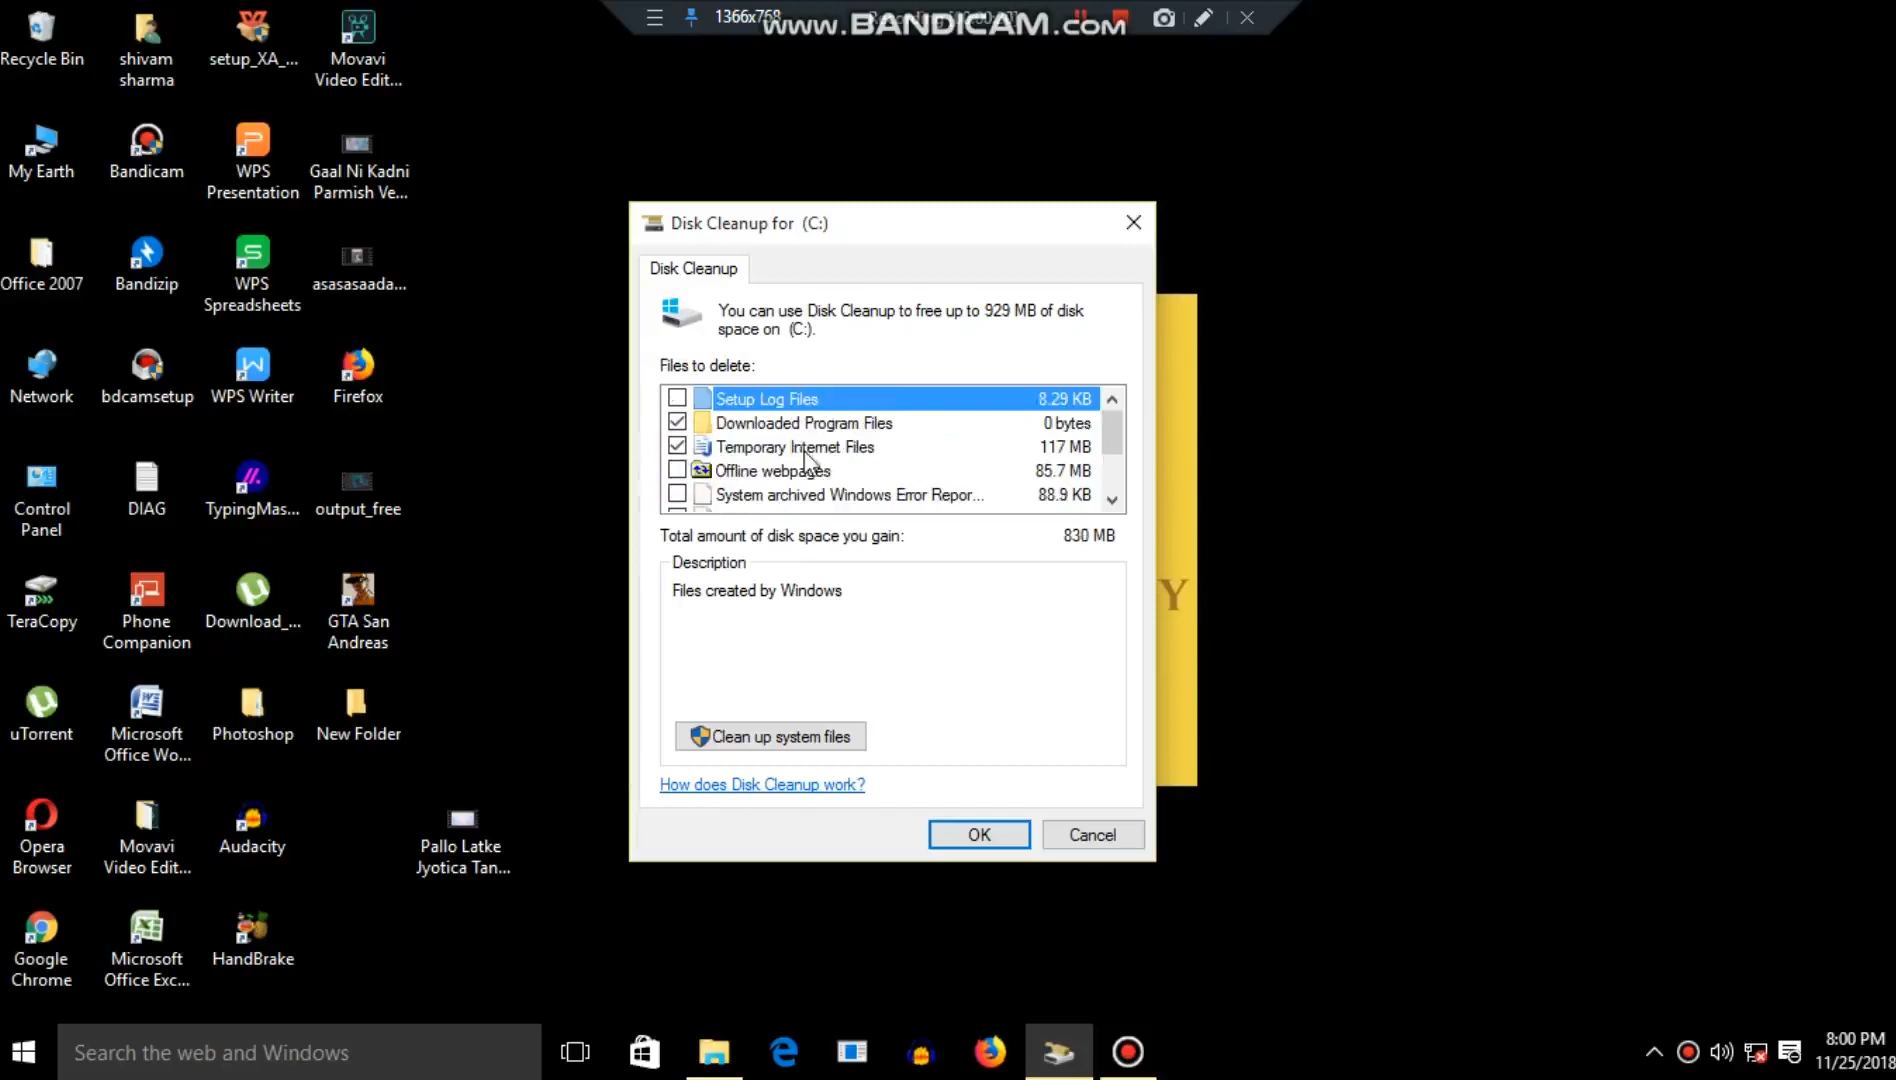 1366x768
www.BANDICAM.com
Recycle Bin
shivam
sharma
setup_XA_...
Movavi
Video Edit...
My Earth
Bandicam
WPS
Presentation
Gaal Ni Kadni
Parmish Ve...
Office 2007
Bandizip
WPS
Spreadsheets
asasasaada...
Network
bdcamsetup
WPS Writer
Firefox
Control
Panel
DIAG
TypingMas...
output_free
TeraCopy
Phone
Companion
Download_...
GTA San
Andreas
uTorrent
Microsoft
Office Wo...
Photoshop
New Folder
Opera
Browser
Movavi
Video Edit...
Audacity
Pallo Latke
Jyotica Tan...
Google
Chrome
Microsoft
Office Exc...
HandBrake
Disk Cleanup for (C:)
Disk Cleanup
You can use Disk Cleanup to free up to 929 MB of disk
space on (C:).
Files to delete:
Setup Log Files 8.29 KB
Downloaded Program Files 0 bytes
Temporary Internet Files 117 MB
Offline webpages 85.7 MB
System archived Windows Error Repor... 88.9 KB
Total amount of disk space you gain: 830 MB
Description
Files created by Windows
Clean up system files
How does Disk Cleanup work?
OK
Cancel
Y
Search the web and Windows
8:00 PM
11/25/2018